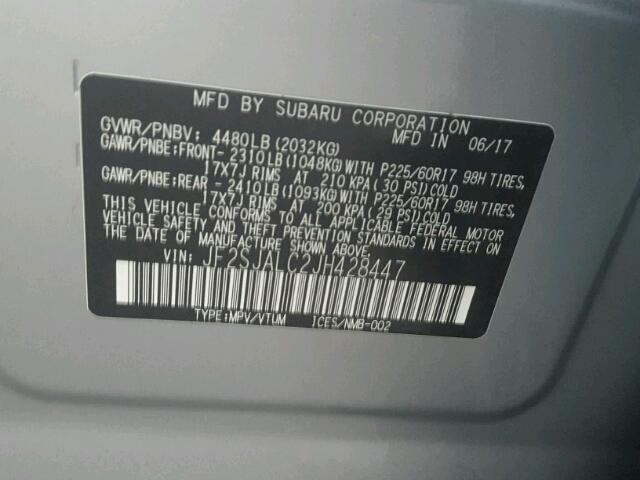 MFD BY SUBARU CORPORATION
GVWR/PNBV: 4480LB(2032KG) MFD IN 06/17
GAWR/PNBE:FRONT- 2310LB(1048KG)WITH P225/60R17 98H TIRES,
17X7J RIMS AT 210 KPA(30 PSI)COLD
GAWR/PNBE:REAR - 2410LB(1093KG)WITH P225/60R17 98H TIRES,
17X7J RIMS AT 200 KPA(29 PSI)COLD
THIS VEHICLE CONFORMS TO ALL APPLICABLE FEDERAL MOTOR
VEHICLE SAFETY AND THEFT PREVENTION STANDARDS IN EFFECT ON
THE DATE OF MANUFACTURE SHOWN ABOVE.
VIN: JF2SJALC2JH428447
TYPE:MPV/VTUM ICES/NMB-002